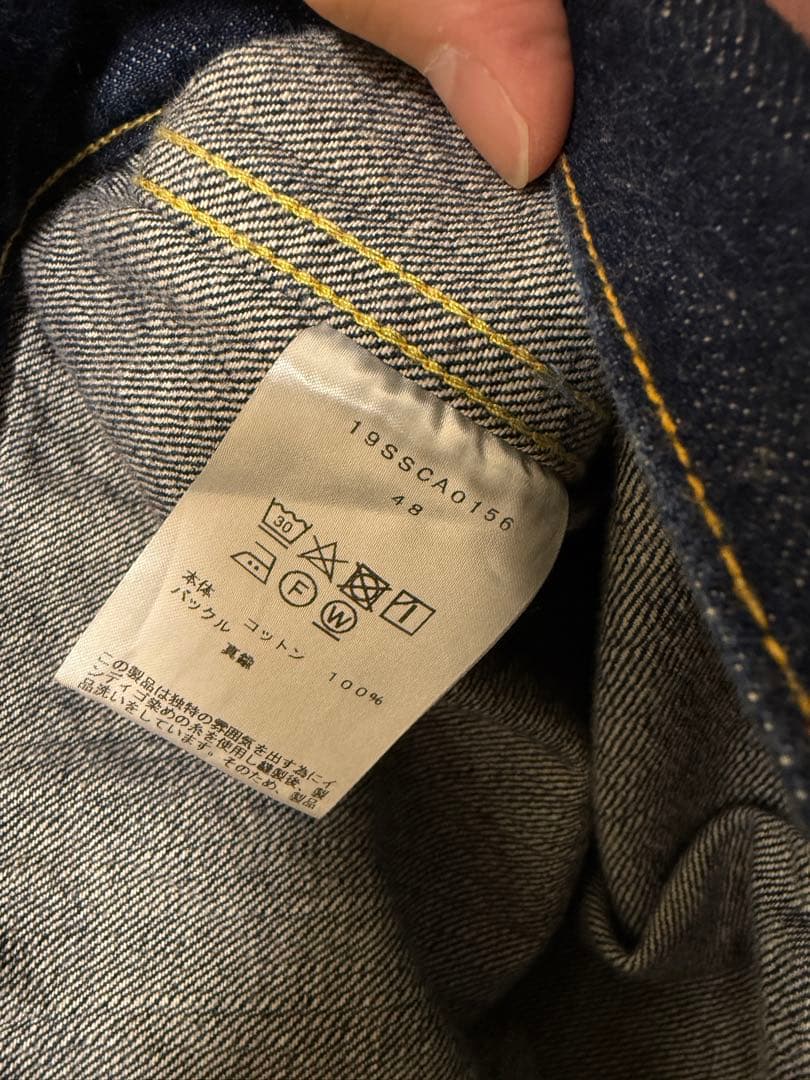 19SSCA0156
48
30
F W
本体 コットン 100%
バックル 真鍮
この製品は独特の雰囲気を出す為にイ
ンディゴ染めの糸を使用し縫製後、製
品洗いをしています。そのため、製品